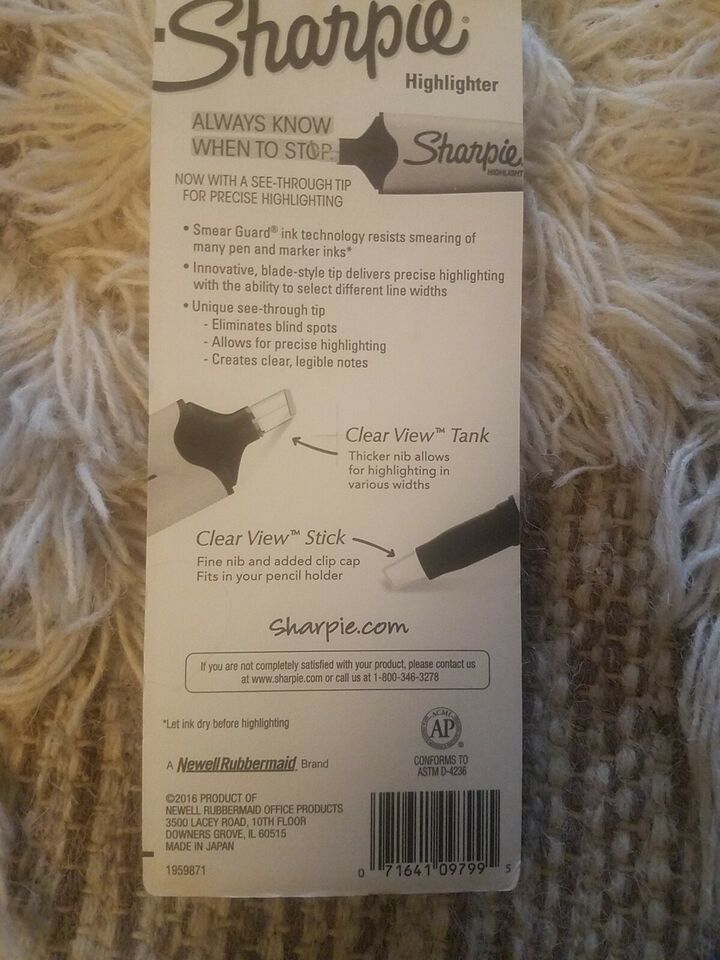 Sharpie®
Highlighter
ALWAYS KNOW
WHEN TO STOP.
Sharpie
HIGHLIGHT
NOW WITH A SEE-THROUGH TIP
FOR PRECISE HIGHLIGHTING
• Smear Guard® ink technology resists smearing of
many pen and marker inks*
• Innovative, blade-style tip delivers precise highlighting
with the ability to select different line widths
• Unique see-through tip
- Eliminates blind spots
- Allows for precise highlighting
- Creates clear, legible notes
Clear View™ Tank
Thicker nib allows
for highlighting in
various widths
Clear View™ Stick
Fine nib and added clip cap
Fits in your pencil holder
Sharpie.com
If you are not completely satisfied with your product, please contact us
at www.sharpie.com or call us at 1-800-346-3278
*Let ink dry before highlighting
ACMI
AP
®
CONFORMS TO
ASTM D-4236
A NewellRubbermaid Brand
©2016 PRODUCT OF
NEWELL RUBBERMAID OFFICE PRODUCTS
3500 LACEY ROAD, 10TH FLOOR
DOWNERS GROVE, IL 60515
MADE IN JAPAN
1959871
0 71641 09799 5